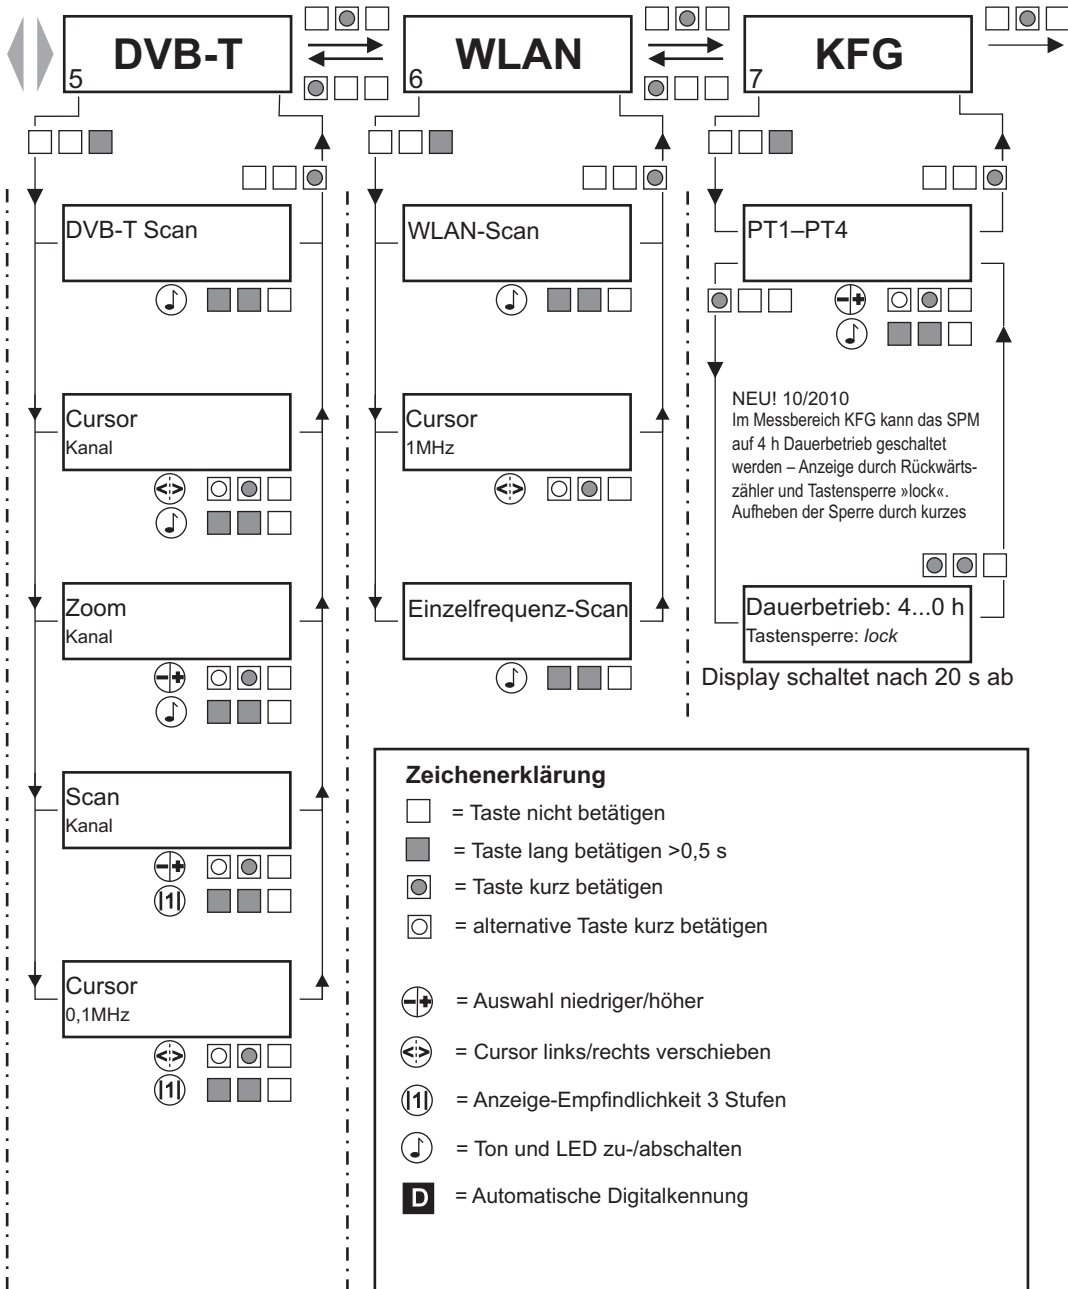 DVB-T
5
WLAN
6
KFG
7
DVB-T Scan
Cursor
Kanal
Zoom
Kanal
Scan
Kanal
|1|
Cursor
0,1MHz
|1|
WLAN-Scan
Cursor
1MHz
Einzelfrequenz-Scan
PT1–PT4
NEU! 10/2010
Im Messbereich KFG kann das SPM
auf 4 h Dauerbetrieb geschaltet
werden – Anzeige durch Rückwärts-
zähler und Tastensperre »lock«.
Aufheben der Sperre durch kurzes
Dauerbetrieb: 4...0 h
Tastensperre: lock
Display schaltet nach 20 s ab
Zeichenerklärung
= Taste nicht betätigen
= Taste lang betätigen >0,5 s
= Taste kurz betätigen
= alternative Taste kurz betätigen
= Auswahl niedriger/höher
= Cursor links/rechts verschieben
|1| = Anzeige-Empfindlichkeit 3 Stufen
= Ton und LED zu-/abschalten
D = Automatische Digitalkennung